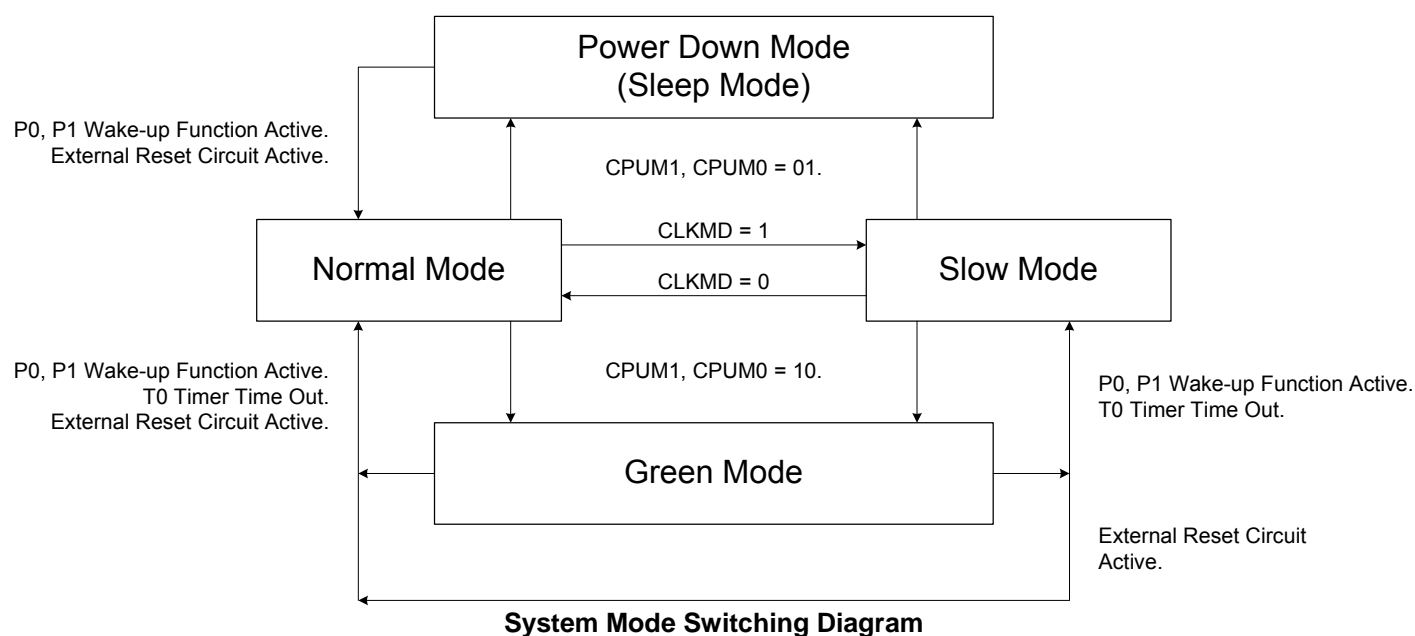 Power Down Mode
(Sleep Mode)
P0, P1 Wake-up Function Active.
External Reset Circuit Active.
CPUM1, CPUM0 = 01.
CLKMD = 1
Normal Mode
Slow Mode
CLKMD = 0
P0, P1 Wake-up Function Active.
T0 Timer Time Out.
External Reset Circuit Active.
CPUM1, CPUM0 = 10.
P0, P1 Wake-up Function Active.
T0 Timer Time Out.
Green Mode
External Reset Circuit
Active.
System Mode Switching Diagram